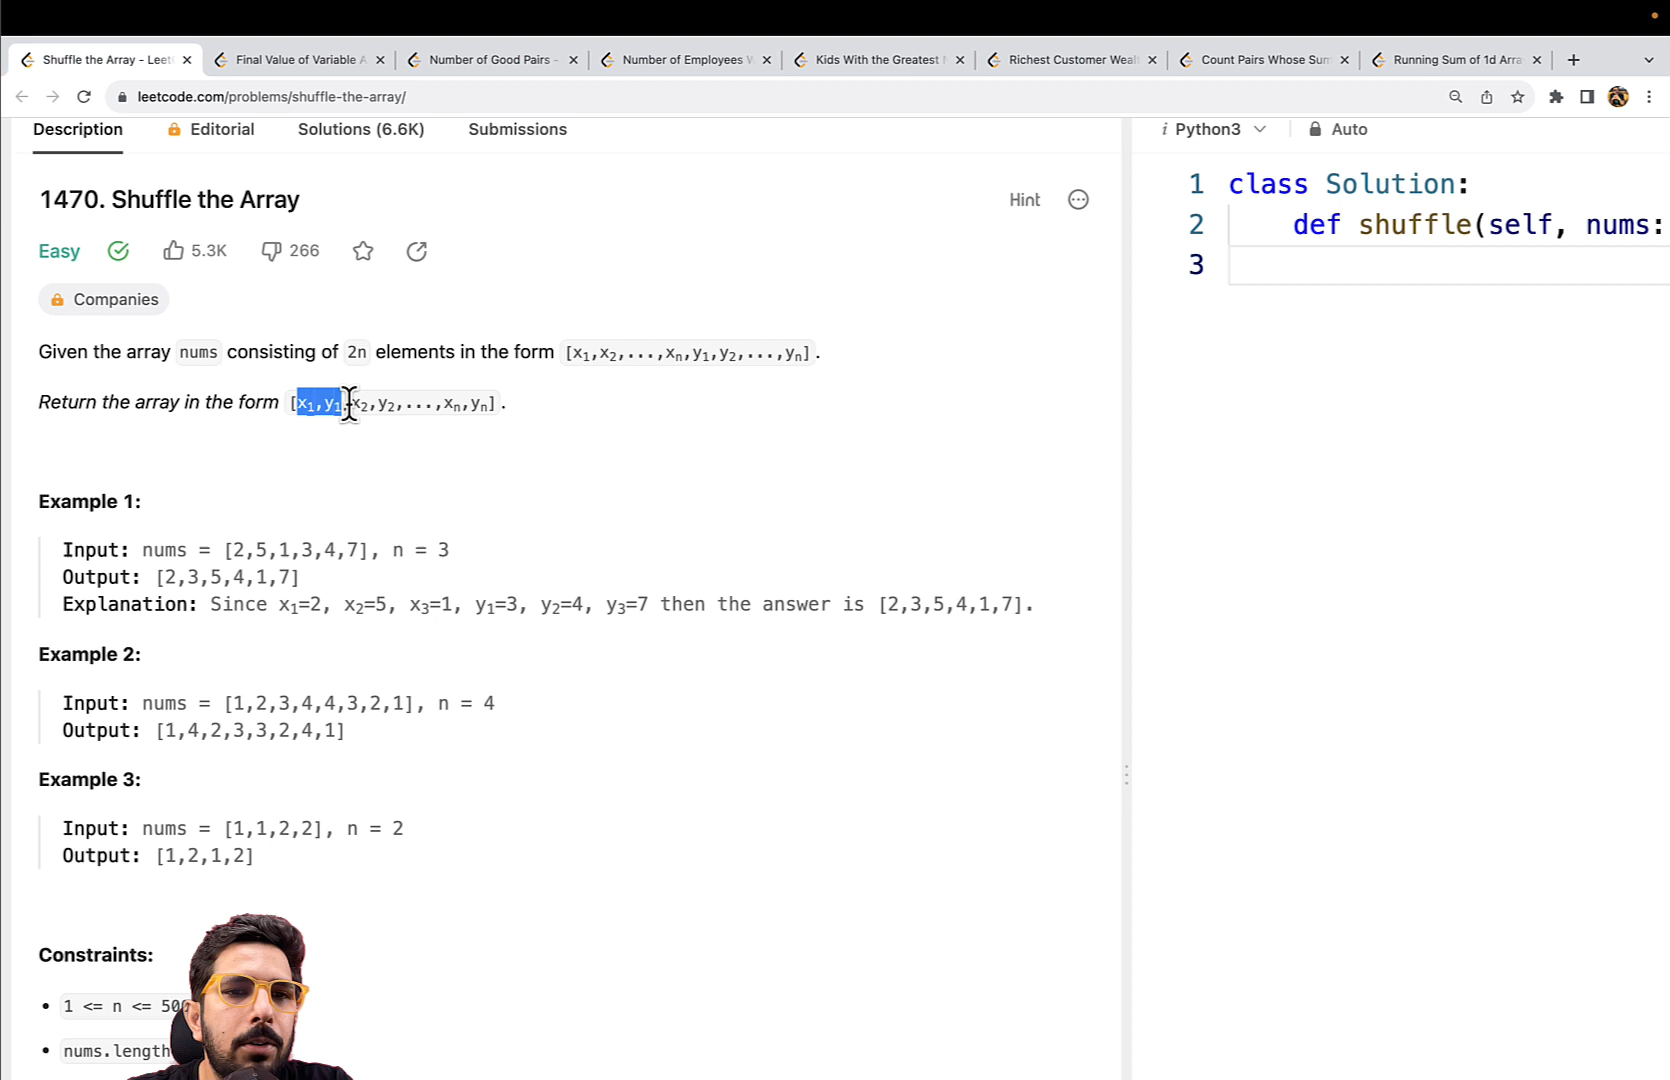 Shuffle the Array - Leet
Final Value of Variable A
Number of Good Pairs -
Number of Employees W
Kids With the Greatest
Richest Customer Weal
Count Pairs Whose Sum
Running Sum of 1d Arra
leetcode.com/problems/shuffle-the-array/
Description Editorial Solutions (6.6K) Submissions
1470. Shuffle the Array Hint
Easy 5.3K 266
Companies
Given the array nums consisting of 2n elements in the form [x₁,x₂,...,xₙ,y₁,y₂,...,yₙ].
Return the array in the form [x₁,y₁,x₂,y₂,...,xₙ,yₙ].
Example 1:
Input: nums = [2,5,1,3,4,7], n = 3
Output: [2,3,5,4,1,7]
Explanation: Since x₁=2, x₂=5, x₃=1, y₁=3, y₂=4, y₃=7 then the answer is [2,3,5,4,1,7].
Example 2:
Input: nums = [1,2,3,4,4,3,2,1], n = 4
Output: [1,4,2,3,3,2,4,1]
Example 3:
Input: nums = [1,1,2,2], n = 2
Output: [1,2,1,2]
Constraints:
• 1 <= n <= 500
• nums.length
i Python3 Auto
1 class Solution:
2 def shuffle(self, nums:
3